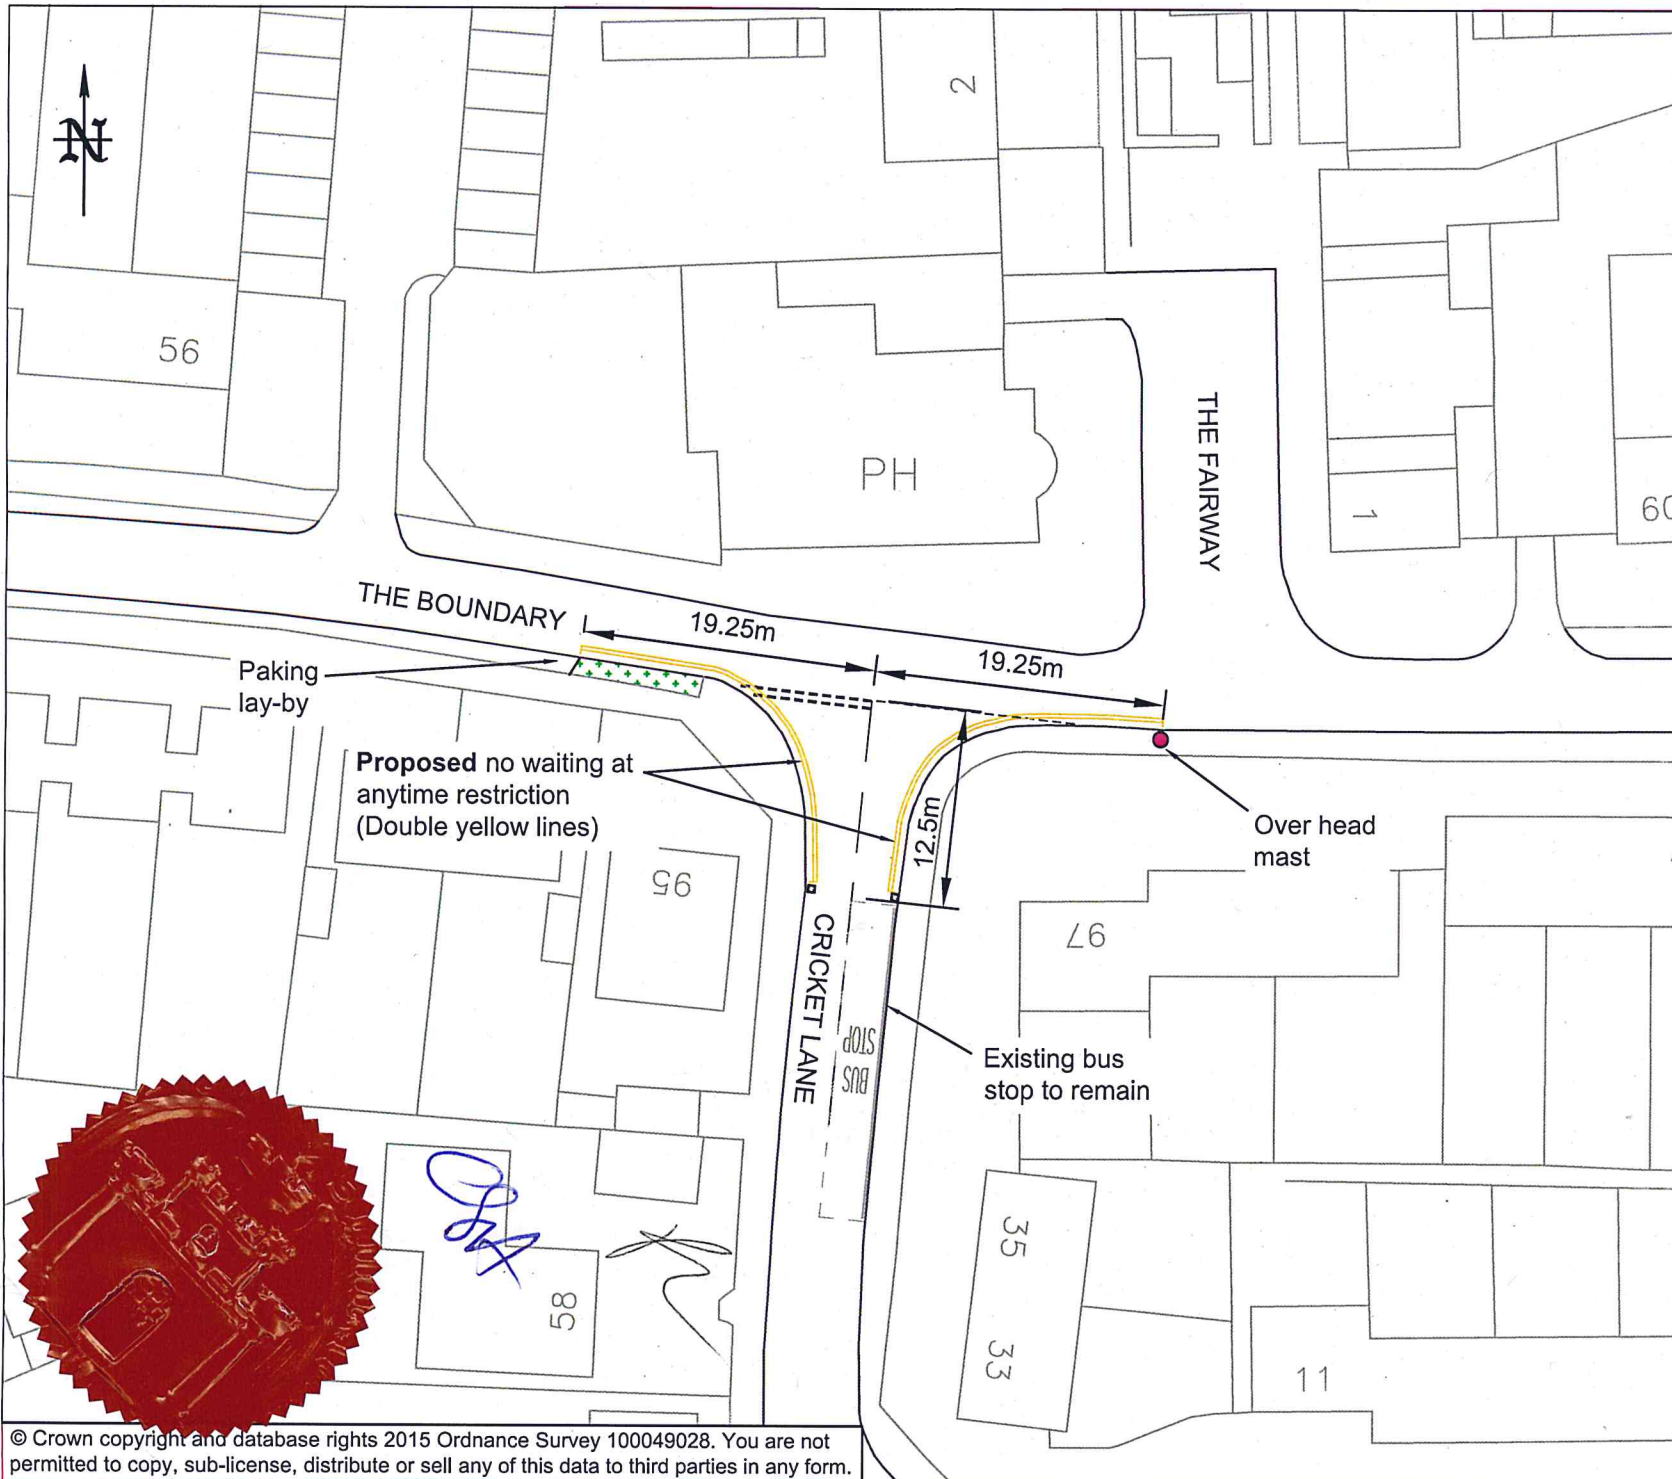 N
2
56
PH
THE FAIRWAY
1
60
THE BOUNDARY
19.25m
19.25m
Paking
lay-by
Proposed no waiting at
anytime restriction
(Double yellow lines)
12.5m
Over head
mast
95
97
CRICKET LANE
BUS
STOP
Existing bus
stop to remain
35
33
58
11
© Crown copyright and database rights 2015 Ordnance Survey 100049028. You are not
permitted to copy, sub-license, distribute or sell any of this data to third parties in any form.